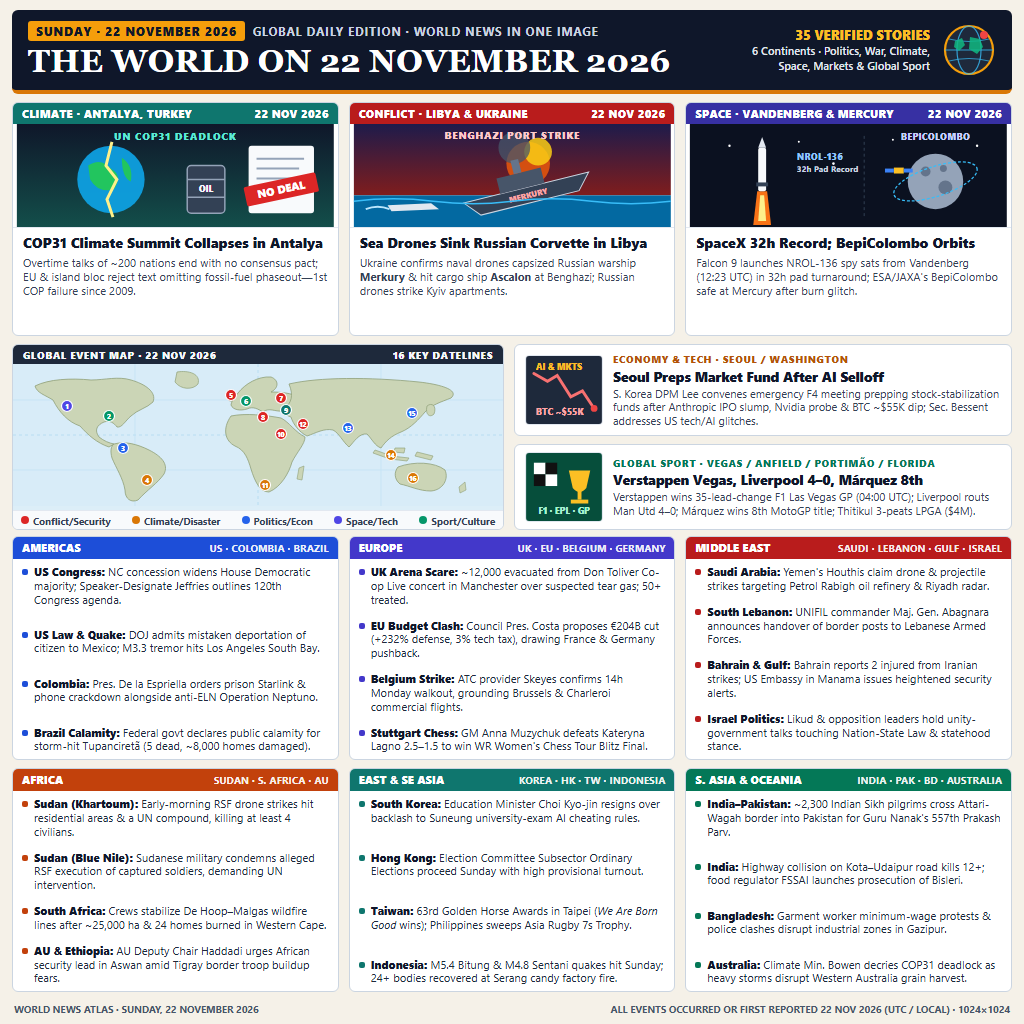 SUNDAY · 22 NOVEMBER 2026
GLOBAL DAILY EDITION · WORLD NEWS IN ONE IMAGE
THE WORLD ON 22 NOVEMBER 2026
35 VERIFIED STORIES
6 Continents · Politics, War, Climate,
Space, Markets & Global Sport
CLIMATE · ANTALYA, TURKEY
22 NOV 2026
UN COP31 DEADLOCK
OIL
NO DEAL
COP31 Climate Summit Collapses in Antalya
Overtime talks of ~200 nations end with no consensus pact;
EU & island bloc reject text omitting fossil-fuel phaseout—1st
COP failure since 2009.
CONFLICT · LIBYA & UKRAINE
22 NOV 2026
BENGHAZI PORT STRIKE
MERKURY
Sea Drones Sink Russian Corvette in Libya
Ukraine confirms naval drones capsized Russian warship
Merkury & hit cargo ship Ascalon at Benghazi; Russian
drones strike Kyiv apartments.
SPACE · VANDENBERG & MERCURY
22 NOV 2026
NROL-136
32h Pad Record
BEPICOLOMBO
SpaceX 32h Record; BepiColombo Orbits
Falcon 9 launches NROL-136 spy sats from Vandenberg
(12:23 UTC) in 32h pad turnaround; ESA/JAXA's BepiColombo
safe at Mercury after burn glitch.
GLOBAL EVENT MAP · 22 NOV 2026
16 KEY DATELINES
1
2
3
4
5
6
7
8
9
10
11
12
13
14
15
16
Conflict/Security
Climate/Disaster
Politics/Econ
Space/Tech
Sport/Culture
AI & MKTS
BTC ~$55K
ECONOMY & TECH · SEOUL / WASHINGTON
Seoul Preps Market Fund After AI Selloff
S. Korea DPM Lee convenes emergency F4 meeting prepping stock-stabilization
funds after Anthropic IPO slump, Nvidia probe & BTC ~$55K dip; Sec. Bessent
addresses US tech/AI glitches.
F1 · EPL · GP
GLOBAL SPORT · VEGAS / ANFIELD / PORTIMÃO / FLORIDA
Verstappen Vegas, Liverpool 4–0, Márquez 8th
Verstappen wins 35-lead-change F1 Las Vegas GP (04:00 UTC); Liverpool routs
Man Utd 4–0; Márquez wins 8th MotoGP title; Thitikul 3-peats LPGA ($4M).
AMERICAS
US · COLOMBIA · BRAZIL
US Congress: NC concession widens House Democratic
majority; Speaker-Designate Jeffries outlines 120th
Congress agenda.
US Law & Quake: DOJ admits mistaken deportation of
citizen to Mexico; M3.3 tremor hits Los Angeles South Bay.
Colombia: Pres. De la Espriella orders prison Starlink &
phone crackdown alongside anti-ELN Operation Neptuno.
Brazil Calamity: Federal govt declares public calamity for
storm-hit Tupanciretã (5 dead, ~8,000 homes damaged).
EUROPE
UK · EU · BELGIUM · GERMANY
UK Arena Scare: ~12,000 evacuated from Don Toliver Co-
op Live concert in Manchester over suspected tear gas; 50+
treated.
EU Budget Clash: Council Pres. Costa proposes €204B cut
(+232% defense, 3% tech tax), drawing France & Germany
pushback.
Belgium Strike: ATC provider Skeyes confirms 14h
Monday walkout, grounding Brussels & Charleroi
commercial flights.
Stuttgart Chess: GM Anna Muzychuk defeats Kateryna
Lagno 2.5–1.5 to win WR Women's Chess Tour Blitz Final.
MIDDLE EAST
SAUDI · LEBANON · GULF · ISRAEL
Saudi Arabia: Yemen's Houthis claim drone & projectile
strikes targeting Petrol Rabigh oil refinery & Riyadh radar.
South Lebanon: UNIFIL commander Maj. Gen. Abagnara
announces handover of border posts to Lebanese Armed
Forces.
Bahrain & Gulf: Bahrain reports 2 injured from Iranian
strikes; US Embassy in Manama issues heightened security
alerts.
Israel Politics: Likud & opposition leaders hold unity-
government talks touching Nation-State Law & statehood
stance.
AFRICA
SUDAN · S. AFRICA · AU
Sudan (Khartoum): Early-morning RSF drone strikes hit
residential areas & a UN compound, killing at least 4
civilians.
Sudan (Blue Nile): Sudanese military condemns alleged
RSF execution of captured soldiers, demanding UN
intervention.
South Africa: Crews stabilize De Hoop–Malgas wildfire
lines after ~25,000 ha & 24 homes burned in Western Cape.
AU & Ethiopia: AU Deputy Chair Haddadi urges African
security lead in Aswan amid Tigray border troop buildup
fears.
EAST & SE ASIA
KOREA · HK · TW · INDONESIA
South Korea: Education Minister Choi Kyo-jin resigns over
backlash to Suneung university-exam AI cheating rules.
Hong Kong: Election Committee Subsector Ordinary
Elections proceed Sunday with high provisional turnout.
Taiwan: 63rd Golden Horse Awards in Taipei (We Are Born
Good wins); Philippines sweeps Asia Rugby 7s Trophy.
Indonesia: M5.4 Bitung & M4.8 Sentani quakes hit Sunday;
24+ bodies recovered at Serang candy factory fire.
S. ASIA & OCEANIA
INDIA · PAK · BD · AUSTRALIA
India–Pakistan: ~2,300 Indian Sikh pilgrims cross Attari-
Wagah border into Pakistan for Guru Nanak's 557th Prakash
Parv.
India: Highway collision on Kota–Udaipur road kills 12+;
food regulator FSSAI launches prosecution of Bisleri.
Bangladesh: Garment worker minimum-wage protests &
police clashes disrupt industrial zones in Gazipur.
Australia: Climate Min. Bowen decries COP31 deadlock as
heavy storms disrupt Western Australia grain harvest.
WORLD NEWS ATLAS · SUNDAY, 22 NOVEMBER 2026
ALL EVENTS OCCURRED OR FIRST REPORTED 22 NOV 2026 (UTC / LOCAL) · 1024×1024